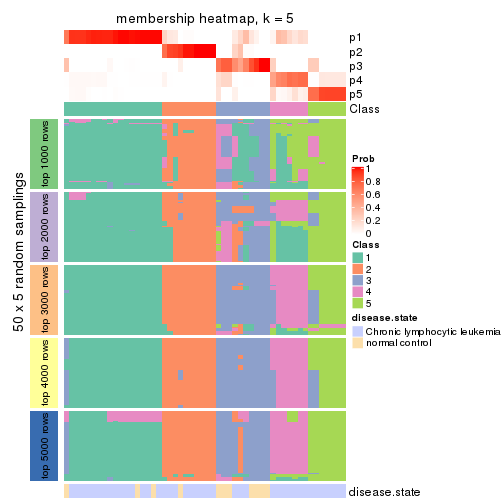 membership heatmap, k = 5
p1
p2
p3
p4
p5
Class
50 x 5 random samplings
top 1000 rows
top 2000 rows
top 3000 rows
top 4000 rows
top 5000 rows
disease.state
Prob
1
0.8
0.6
0.4
0.2
0
Class
1
2
3
4
5
disease.state
Chronic lymphocytic leukemia
normal control